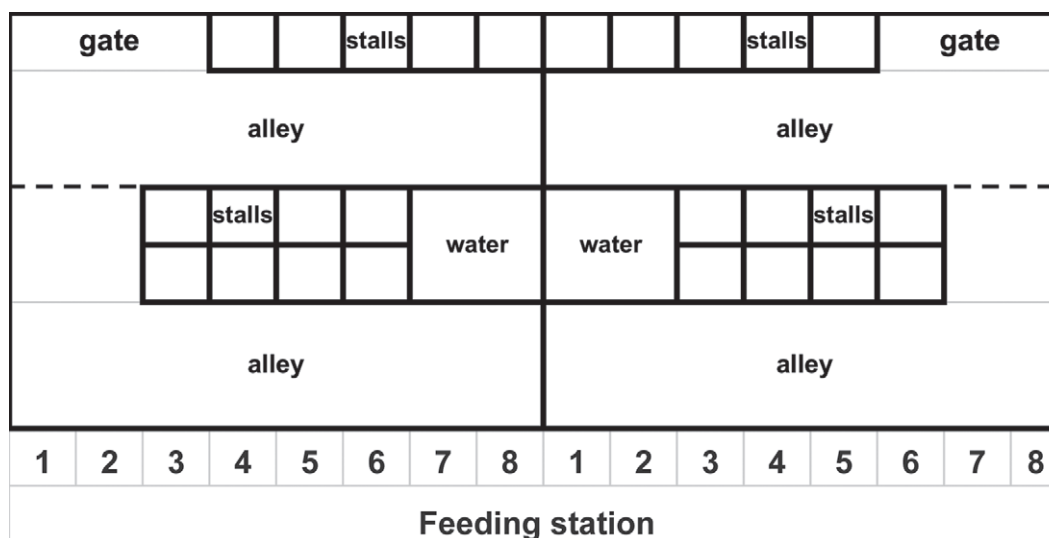 gate stalls stalls gate
alley alley
stalls stalls
water water
alley alley
1 2 3 4 5 6 7 8 1 2 3 4 5 6 7 8
Feeding station